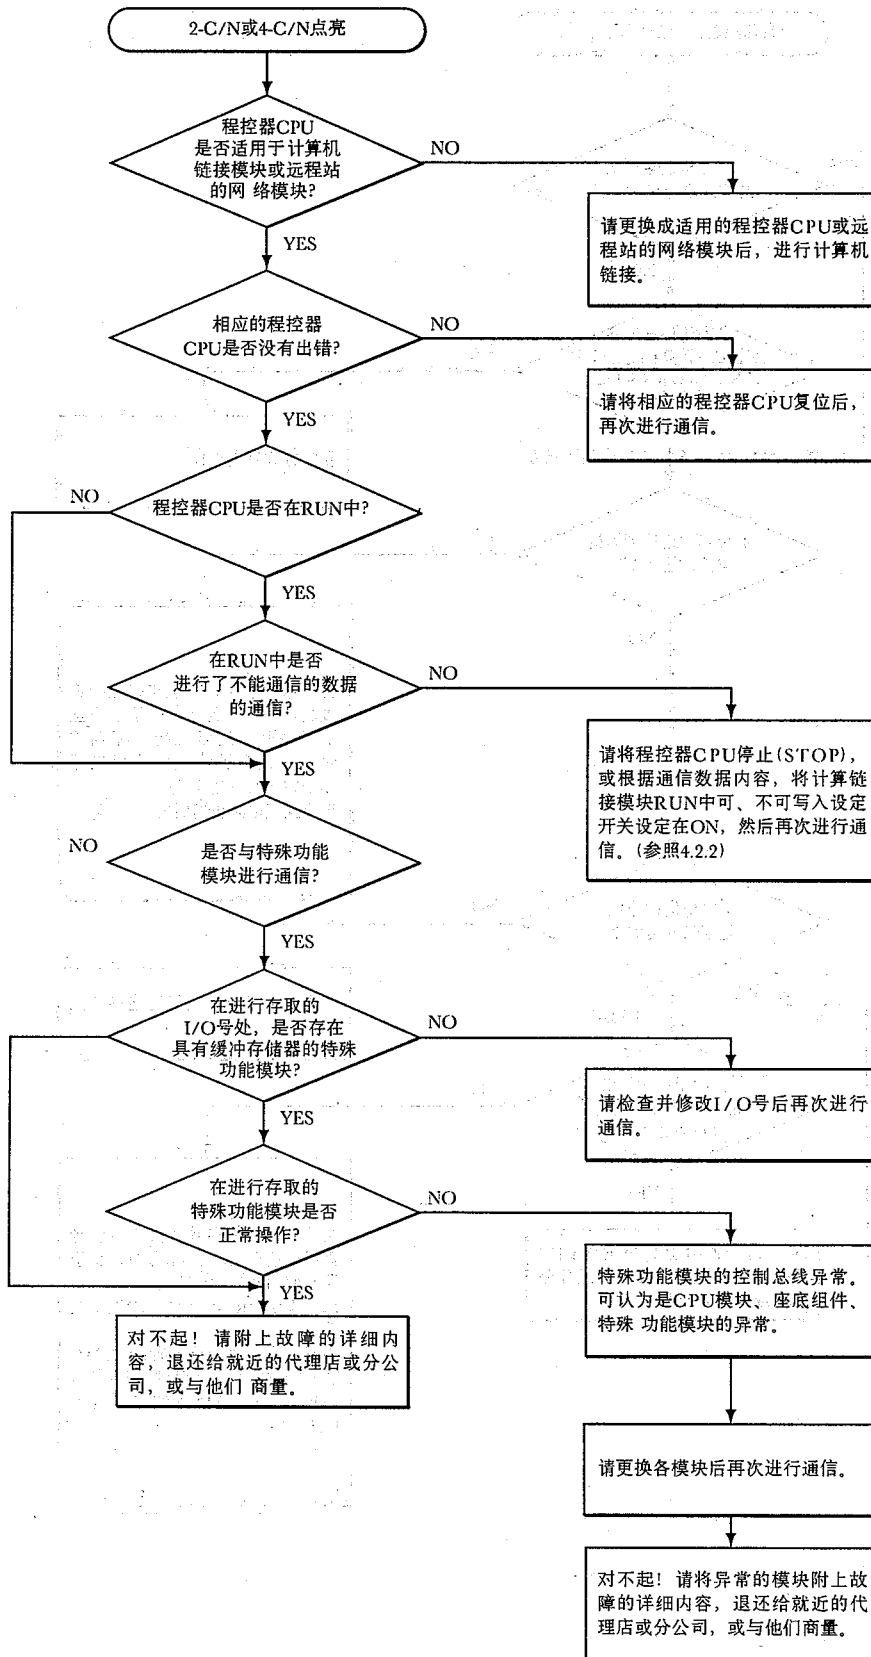 2-C/N或4-C/N点亮
程控器CPU
是否适用于计算机
链接模块或远程站
的网 络模块?
NO
YES
请更换成适用的程控器CPU或远
程站的网络模块后，进行计算机
链接。
相应的程控器
CPU是否没有出错?
NO
YES
请将相应的程控器CPU复位后，
再次进行通信。
NO
程控器CPU是否在RUN中?
YES
在RUN中是否
进行了不能通信的数据
的通信?
NO
YES
请将程控器CPU停止(STOP)，
或根据通信数据内容，将计算链
接模块RUN中可、不可写入设定
开关设定在ON，然后再次进行通
信。(参照4.2.2)
NO
是否与特殊功能
模块进行通信?
YES
在进行存取的
I/O号处，是否存在
具有缓冲存储器的特殊
功能模块?
NO
YES
请检查并修改I/O号后再次进行
通信。
在进行存取的
特殊功能模块是否
正常操作?
NO
YES
特殊功能模块的控制总线异常。
可认为是CPU模块、座底组件、
特殊 功能模块的异常。
对不起！请附上故障的详细内
容，退还给就近的代理店或分公
司，或与他们 商量。
请更换各模块后再次进行通信。
对不起！请将异常的模块附上故
障的详细内容，退还给就近的代
理店或分公司，或与他们商量。